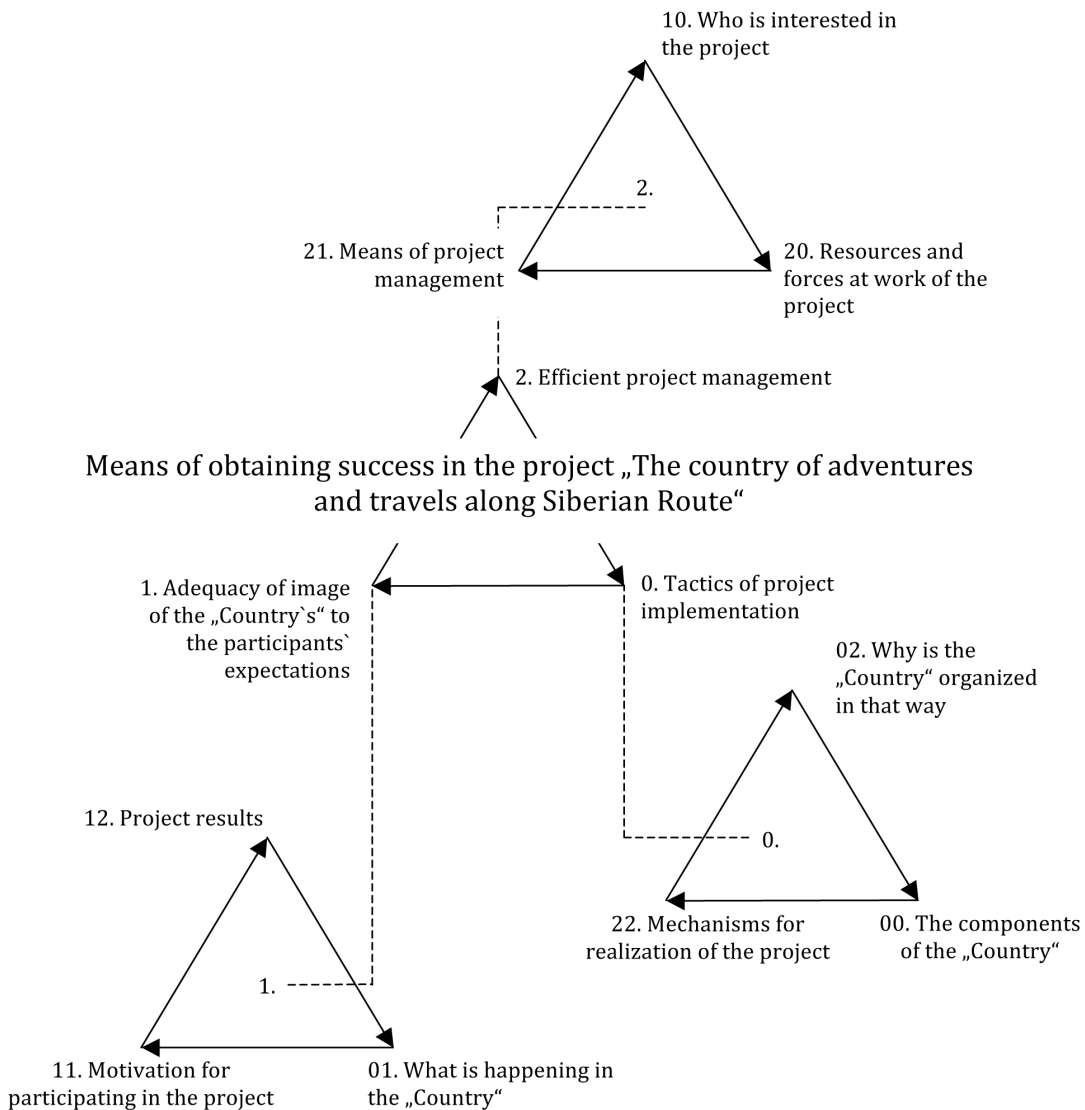 10. Who is interested in
the project
2.
21. Means of project
management
20. Resources and
forces at work of the
project
2. Efficient project management
Means of obtaining success in the project „The country of adventures
and travels along Siberian Route“
1. Adequacy of image
of the „Country`s“ to
the participants`
expectations
0. Tactics of project
implementation
02. Why is the
„Country“ organized
in that way
12. Project results
0.
22. Mechanisms for
realization of the project
00. The components
of the „Country“
1.
11. Motivation for
participating in the project
01. What is happening in
the „Country“